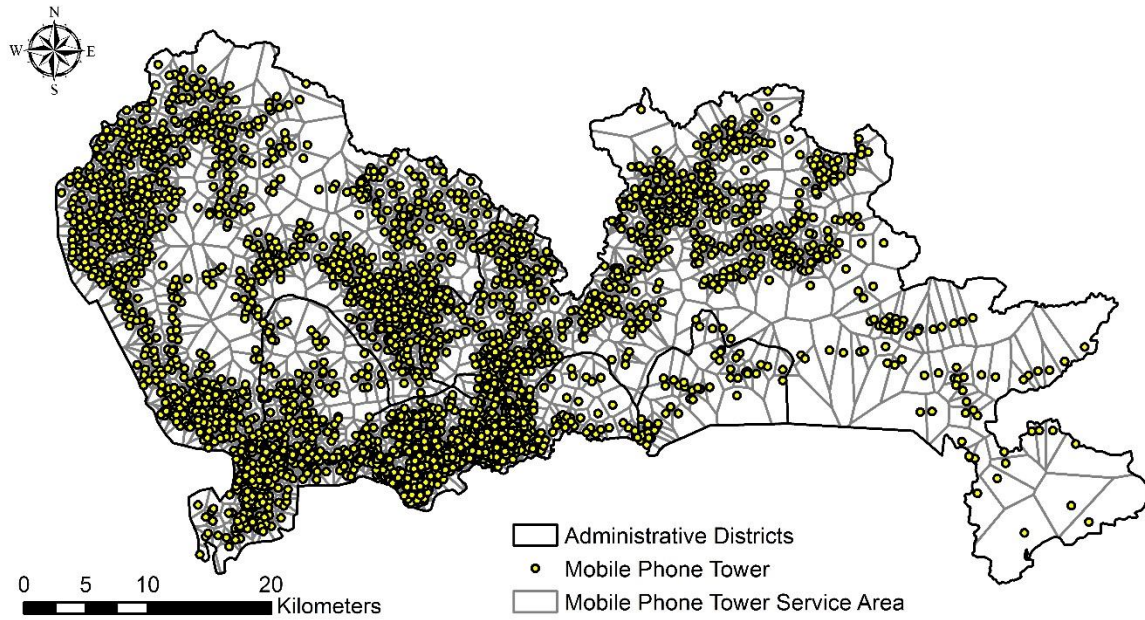 N
W E
S
Administrative Districts
Mobile Phone Tower
Mobile Phone Tower Service Area
0 5 10 20
Kilometers